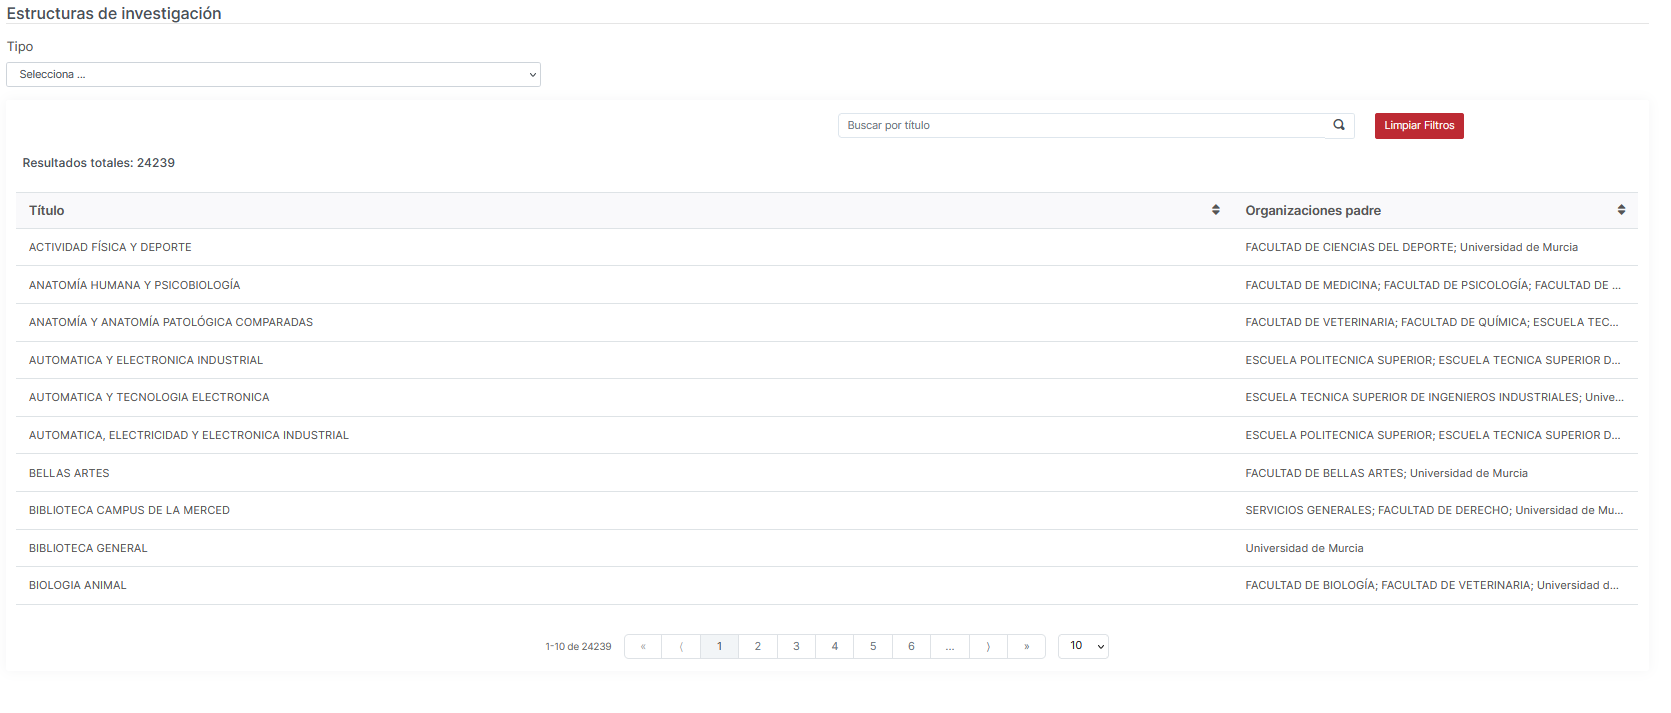 Estructuras de investigación
Tipo
Selecciona ...
Buscar por título
Limpiar Filtros
Resultados totales: 24239
Título Organizaciones padre
ACTIVIDAD FÍSICA Y DEPORTE FACULTAD DE CIENCIAS DEL DEPORTE; Universidad de Murcia
ANATOMÍA HUMANA Y PSICOBIOLOGÍA FACULTAD DE MEDICINA; FACULTAD DE PSICOLOGÍA; FACULTAD DE ...
ANATOMÍA Y ANATOMÍA PATOLÓGICA COMPARADAS FACULTAD DE VETERINARIA; FACULTAD DE QUÍMICA; ESCUELA TEC...
AUTOMATICA Y ELECTRONICA INDUSTRIAL ESCUELA POLITECNICA SUPERIOR; ESCUELA TECNICA SUPERIOR D...
AUTOMATICA Y TECNOLOGIA ELECTRONICA ESCUELA TECNICA SUPERIOR DE INGENIEROS INDUSTRIALES; Unive...
AUTOMATICA, ELECTRICIDAD Y ELECTRONICA INDUSTRIAL ESCUELA POLITECNICA SUPERIOR; ESCUELA TECNICA SUPERIOR D...
BELLAS ARTES FACULTAD DE BELLAS ARTES; Universidad de Murcia
BIBLIOTECA CAMPUS DE LA MERCED SERVICIOS GENERALES; FACULTAD DE DERECHO; Universidad de Mu...
BIBLIOTECA GENERAL Universidad de Murcia
BIOLOGIA ANIMAL FACULTAD DE BIOLOGÍA; FACULTAD DE VETERINARIA; Universidad d...
1-10 de 24239 « ⟨ 1 2 3 4 5 6 ... ⟩ » 10